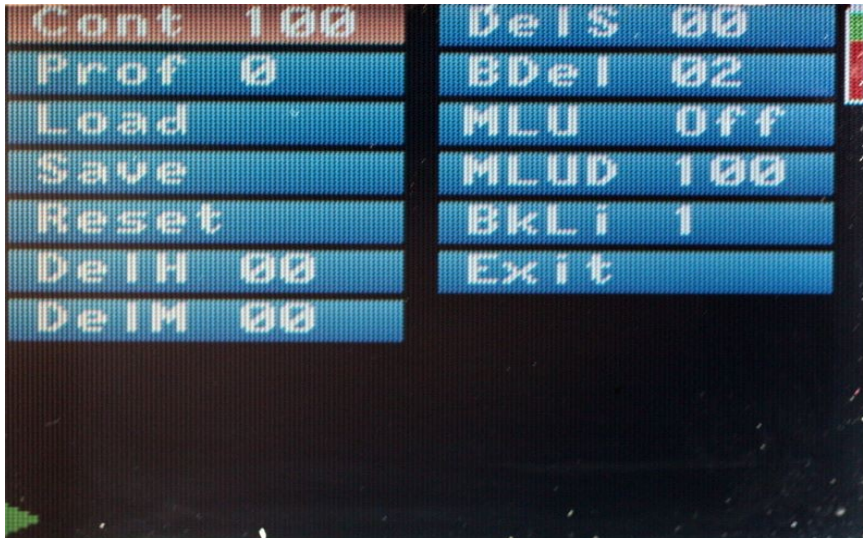 Cont 100
Prof 0
Load
Save
Reset
DelH 00
DelM 00
DelS 00
BDel 02
MLU Off
MLUD 100
BkLi 1
Exit